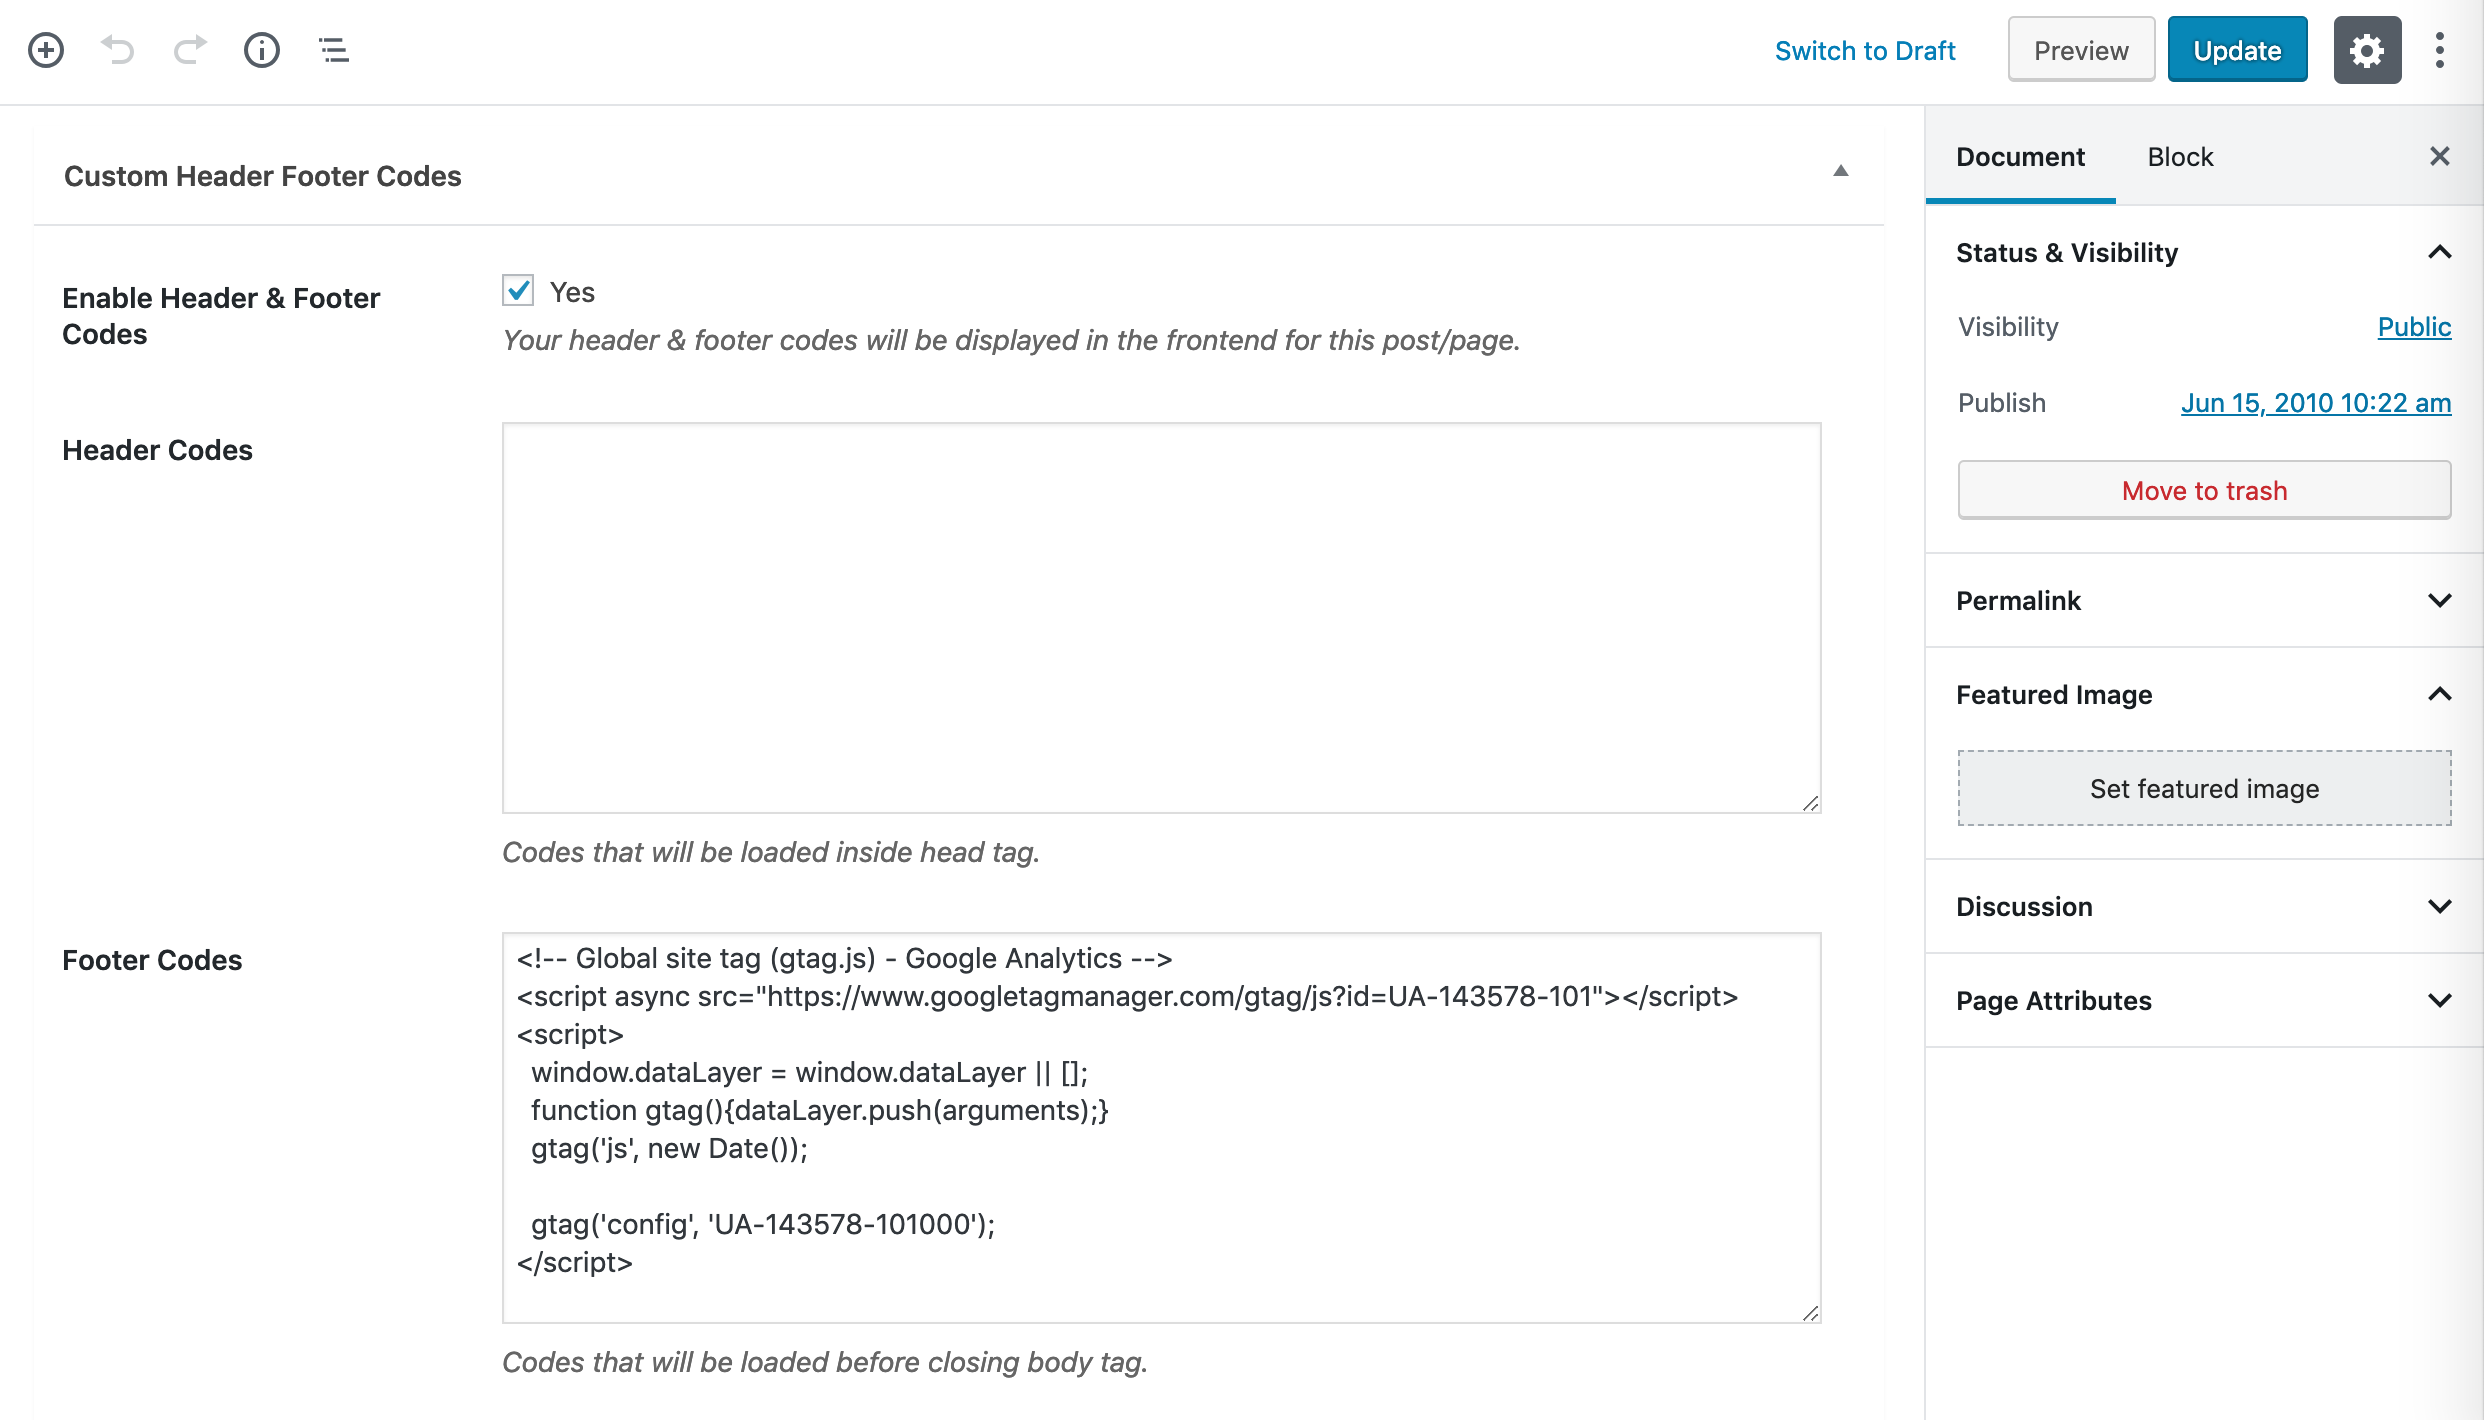 Switch to Draft
Preview
Update
Custom Header Footer Codes
Enable Header & Footer
Codes
Yes
Your header & footer codes will be displayed in the frontend for this post/page.
Header Codes
Codes that will be loaded inside head tag.
Footer Codes
<!-- Global site tag (gtag.js) - Google Analytics -->
<script async src="https://www.googletagmanager.com/gtag/js?id=UA-143578-101"></script>
<script>
  window.dataLayer = window.dataLayer || [];
  function gtag(){dataLayer.push(arguments);}
  gtag('js', new Date());
  gtag('config', 'UA-143578-101000');
</script>
Codes that will be loaded before closing body tag.
Document
Block
Status & Visibility
Visibility
Public
Publish
Jun 15, 2010 10:22 am
Move to trash
Permalink
Featured Image
Set featured image
Discussion
Page Attributes